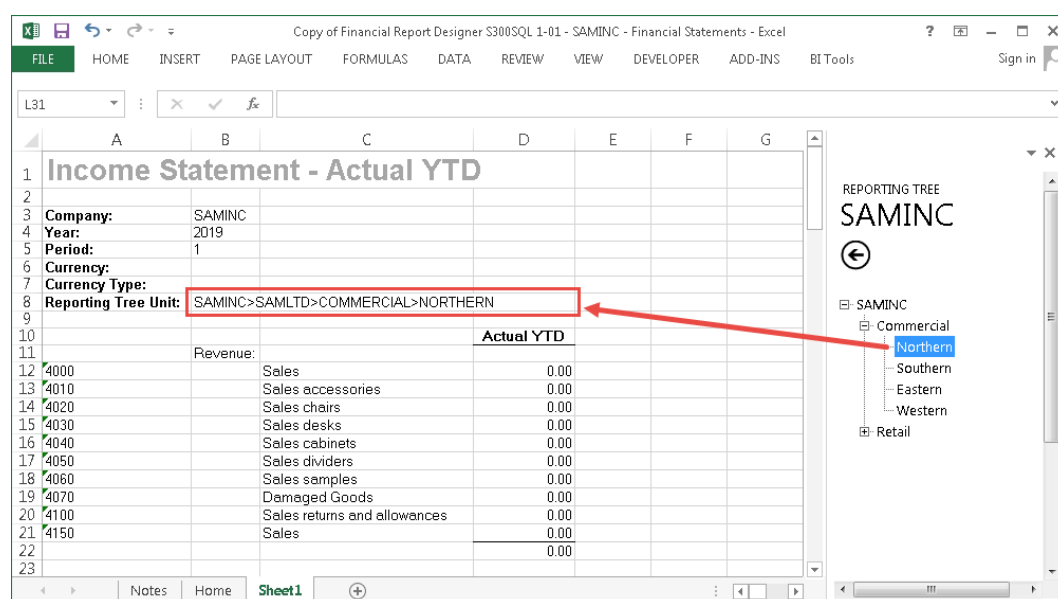 Copy of Financial Report Designer S300SQL 1-01 - SAMINC - Financial Statements - Excel
FILE HOME INSERT PAGE LAYOUT FORMULAS DATA REVIEW VIEW DEVELOPER ADD-INS BI Tools Sign in
L31 fx
A B C D E F G
1 Income Statement - Actual YTD
2
3 Company: SAMINC
4 Year: 2019
5 Period: 1
6 Currency:
7 Currency Type:
8 Reporting Tree Unit: SAMINC>SAMLTD>COMMERCIAL>NORTHERN
9
10 Actual YTD
11 Revenue:
12 4000 Sales 0.00
13 4010 Sales accessories 0.00
14 4020 Sales chairs 0.00
15 4030 Sales desks 0.00
16 4040 Sales cabinets 0.00
17 4050 Sales dividers 0.00
18 4060 Sales samples 0.00
19 4070 Damaged Goods 0.00
20 4100 Sales returns and allowances 0.00
21 4150 Sales 0.00
22 0.00
23
Notes Home Sheet1
REPORTING TREE
SAMINC
SAMINC
Commercial
Northern
Southern
Eastern
Western
Retail